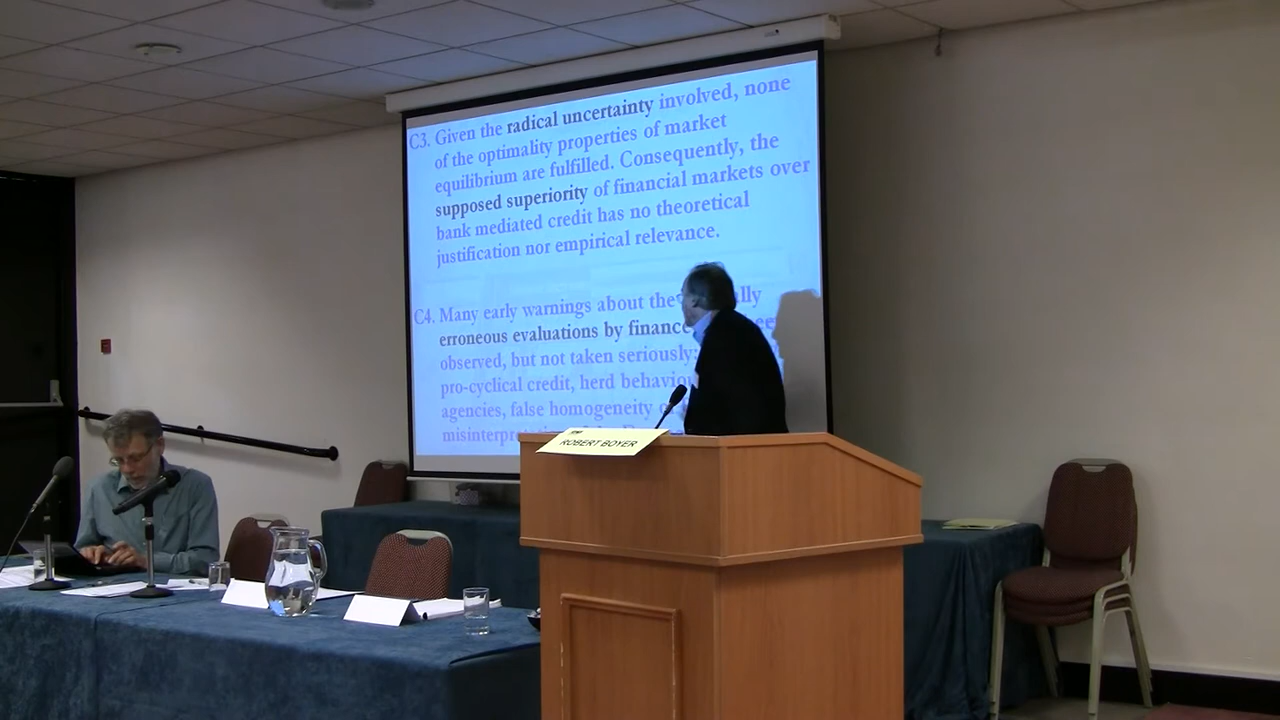 C3. Given the radical uncertainty involved, none
of the optimality properties of market
equilibrium are fulfilled. Consequently, the
supposed superiority of financial markets over
bank mediated credit has no theoretical
justification nor empirical relevance.
C4. Many early warnings about the
erroneous evaluations by finance
observed, but not taken seriously:
pro-cyclical credit, herd
agencies, false homogeneity
ROBERT BOYER